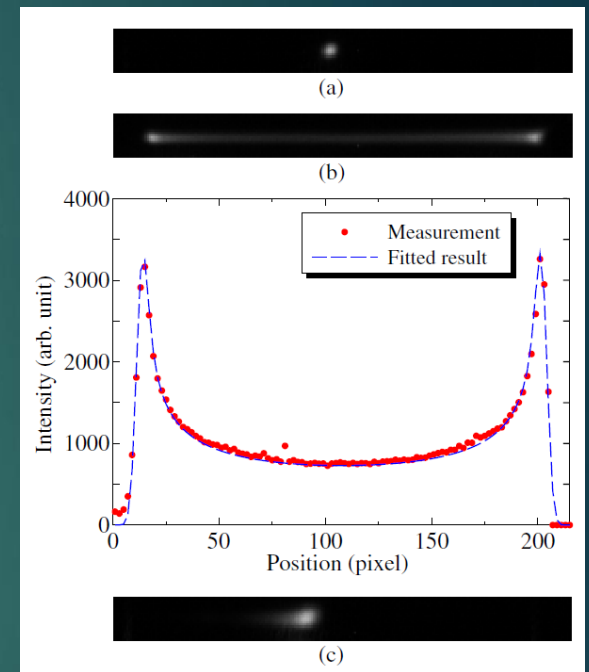 (a)
(b)
4000
3000
2000
1000
0
Intensity (arb. unit)
Measurement
Fitted result
0 50 100 150 200
Position (pixel)
(c)